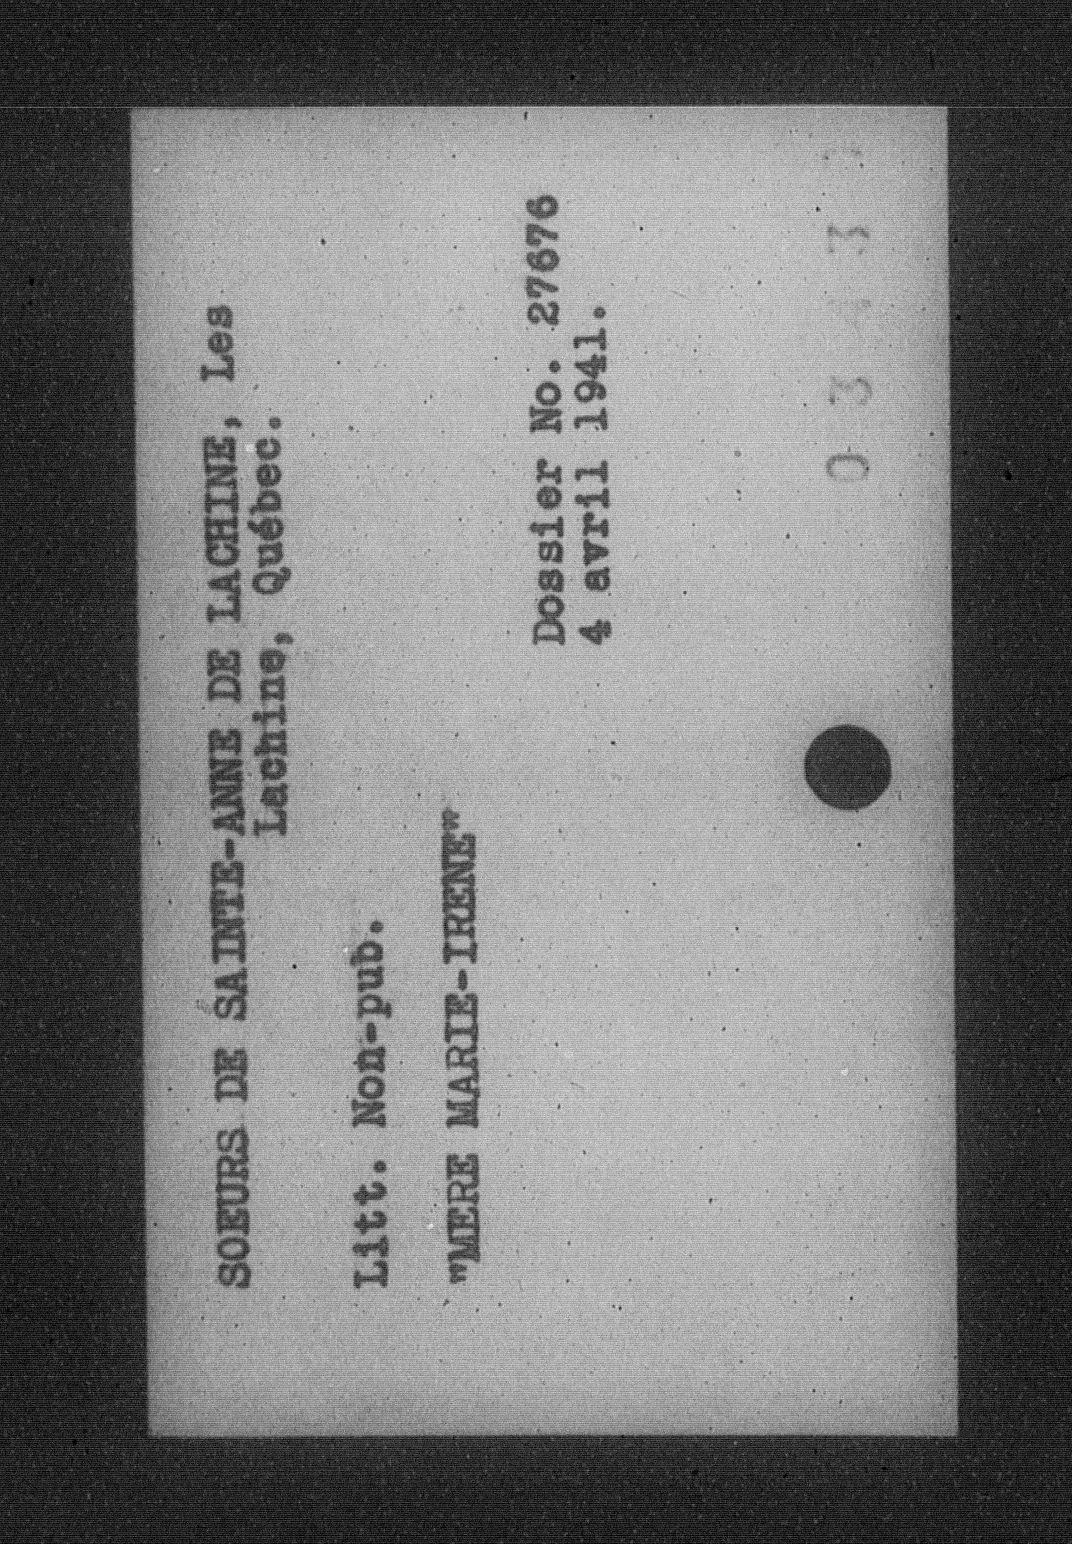 SOEURS DE SAINTE-ANNE DE LACHINE, Les
Lachine, Québec.
Litt. Non-pub.
"MERE MARIE-IRENE"
Dossier No. 27676
4 avril 1941.